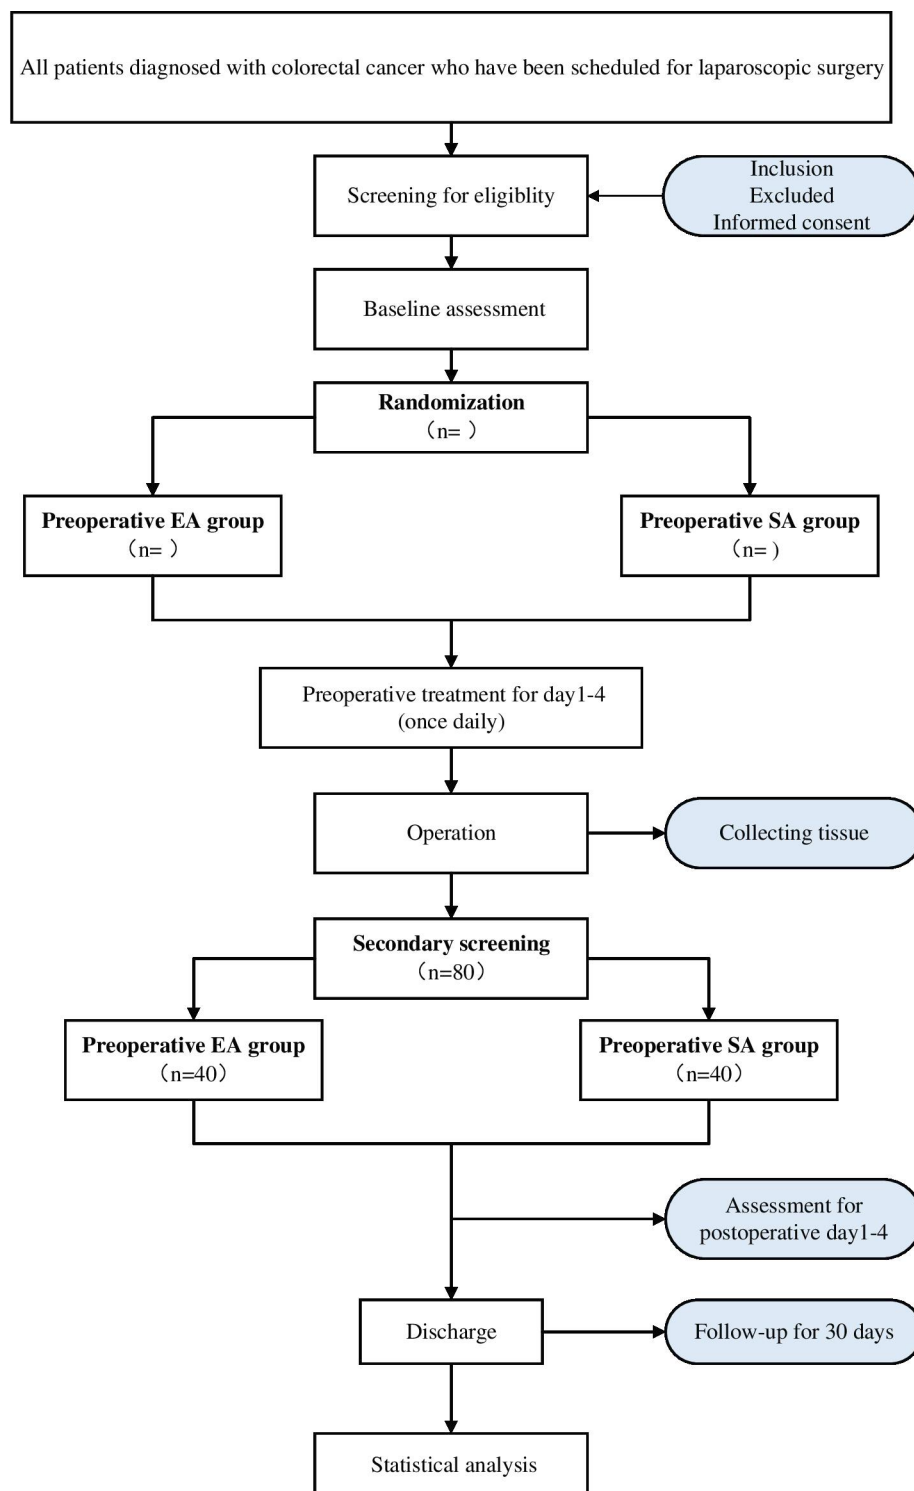 All patients diagnosed with colorectal cancer who have been scheduled for laparoscopic surgery
Screening for eligiblity
Inclusion
Excluded
Informed consent
Baseline assessment
Randomization
（n= ）
Preoperative EA group
（n= ）
Preoperative SA group
（n= )
Preoperative treatment for day1-4
(once daily)
Operation
Collecting tissue
Secondary screening
（n=80）
Preoperative EA group
（n=40）
Preoperative SA group
（n=40）
Assessment for
postoperative day1-4
Discharge
Follow-up for 30 days
Statistical analysis